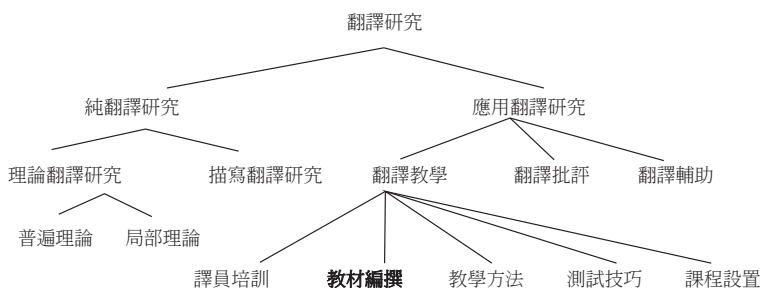 翻譯研究
純翻譯研究 應用翻譯研究
理論翻譯研究 描寫翻譯研究 翻譯教學 翻譯批評 翻譯輔助
普遍理論 局部理論
譯員培訓 教材編撰 教學方法 測試技巧 課程設置